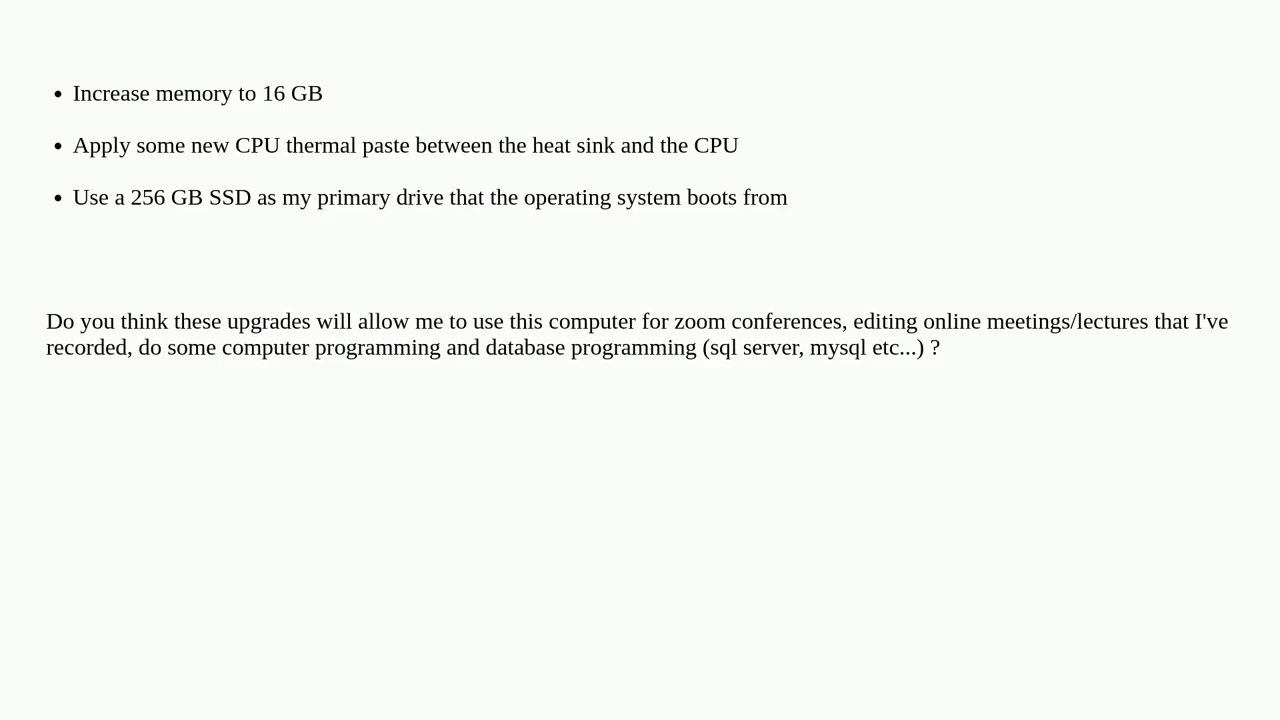 • Increase memory to 16 GB
• Apply some new CPU thermal paste between the heat sink and the CPU
• Use a 256 GB SSD as my primary drive that the operating system boots from
Do you think these upgrades will allow me to use this computer for zoom conferences, editing online meetings/lectures that I've
recorded, do some computer programming and database programming (sql server, mysql etc...) ?